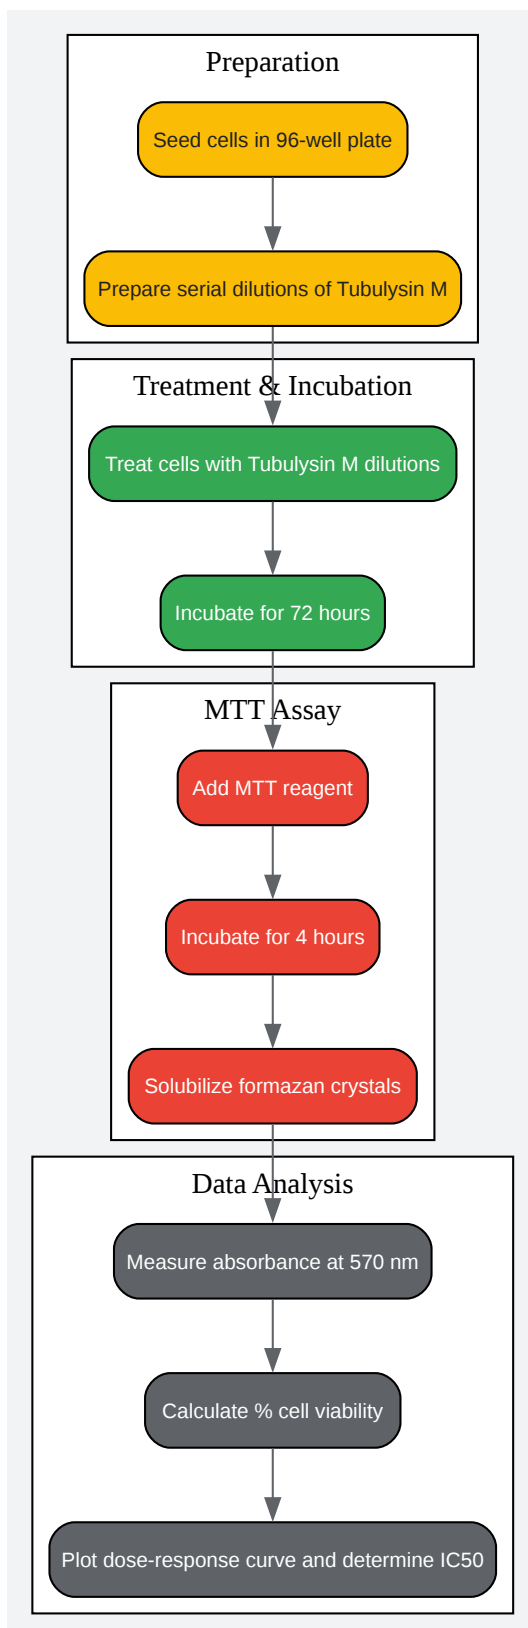 Preparation
Seed cells in 96-well plate
Prepare serial dilutions of Tubulysin M
Treatment & Incubation
Treat cells with Tubulysin M dilutions
Incubate for 72 hours
MTT Assay
Add MTT reagent
Incubate for 4 hours
Solubilize formazan crystals
Data Analysis
Measure absorbance at 570 nm
Calculate % cell viability
Plot dose-response curve and determine IC50